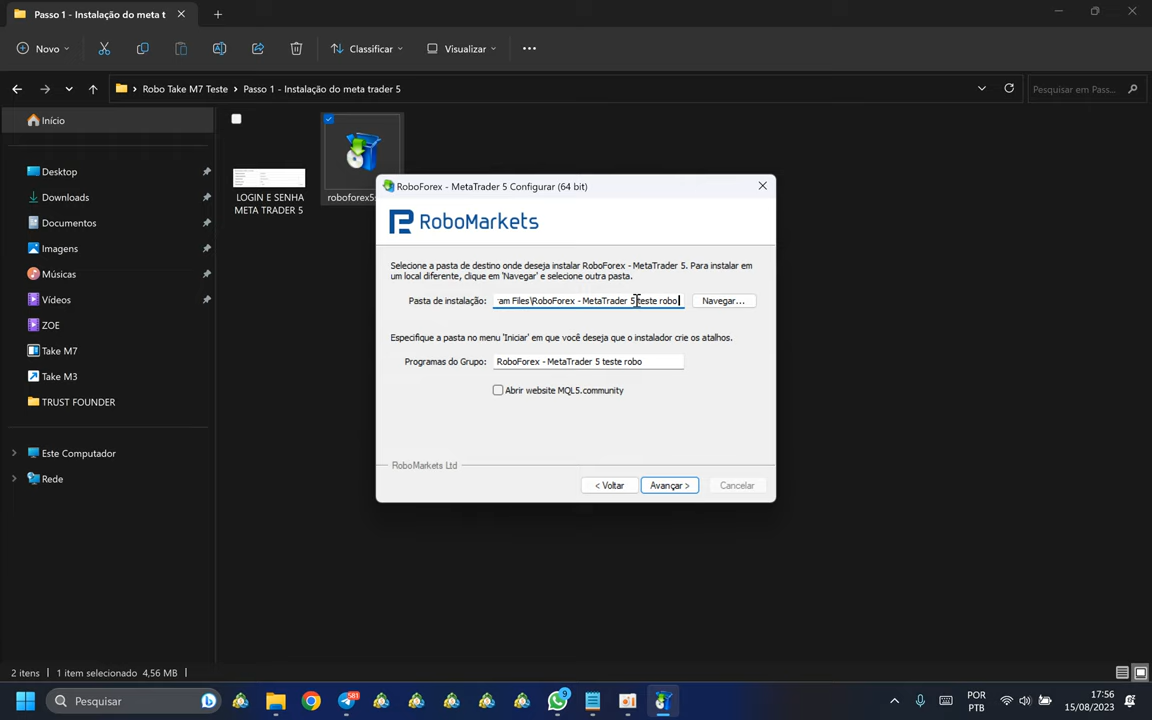 Passo 1 - Instalação do meta t
Novo
Classificar
Visualizar
Robo Take M7 Teste
Passo 1 - Instalação do meta trader 5
Pesquisar em Pass...
Início
Desktop
Downloads
Documentos
Imagens
Músicas
Vídeos
ZOE
Take M7
Take M3
TRUST FOUNDER
Este Computador
Rede
LOGIN E SENHA
META TRADER 5
roboforex5s
RoboForex - MetaTrader 5 Configurar (64 bit)
RoboMarkets
Selecione a pasta de destino onde deseja instalar RoboForex - MetaTrader 5. Para instalar em
um local diferente, clique em 'Navegar' e selecione outra pasta.
Pasta de instalação:
ram Files\RoboForex - MetaTrader 5 teste robo
Navegar...
Especifique a pasta no menu 'Iniciar' em que você deseja que o instalador crie os atalhos.
Programas do Grupo:
RoboForex - MetaTrader 5 teste robo
Abrir website MQL5.community
RoboMarkets Ltd
< Voltar
Avançar >
Cancelar
2 itens
1 item selecionado 4,56 MB
Pesquisar
581
9
POR
PTB
17:56
15/08/2023